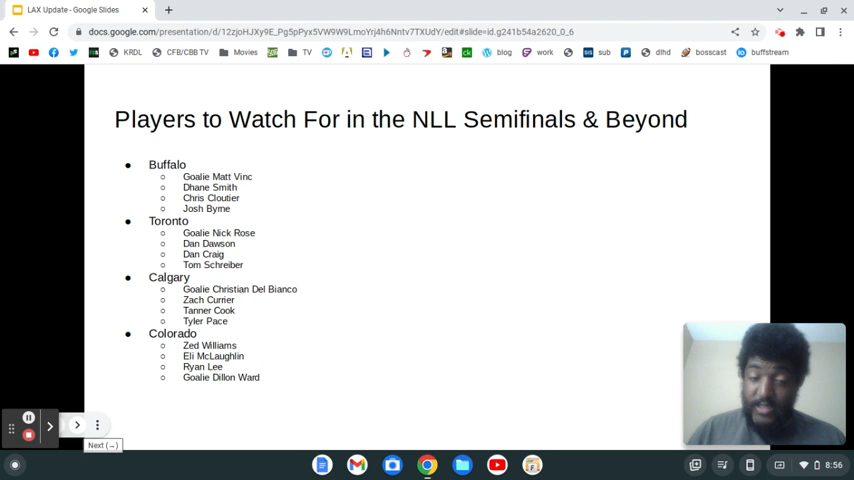 LAX Update - Google Slides
docs.google.com/presentation/d/12zjoHJXy9E_Pg5pPyx5VW9W9LmoYrj4h6Nntv7TXUdY/edit#slide=id.g241b54a2620_0_6
KRDL
CFB/CBB TV
Movies
TV
blog
work
sub
dlhd
bosscast
buffstream
Players to Watch For in the NLL Semifinals & Beyond
Buffalo
Goalie Matt Vinc
Dhane Smith
Chris Cloutier
Josh Byrne
Toronto
Goalie Nick Rose
Dan Dawson
Dan Craig
Tom Schreiber
Calgary
Goalie Christian Del Bianco
Zach Currier
Tanner Cook
Tyler Pace
Colorado
Zed Williams
Eli McLaughlin
Ryan Lee
Goalie Dillon Ward
Next (→)
8:56